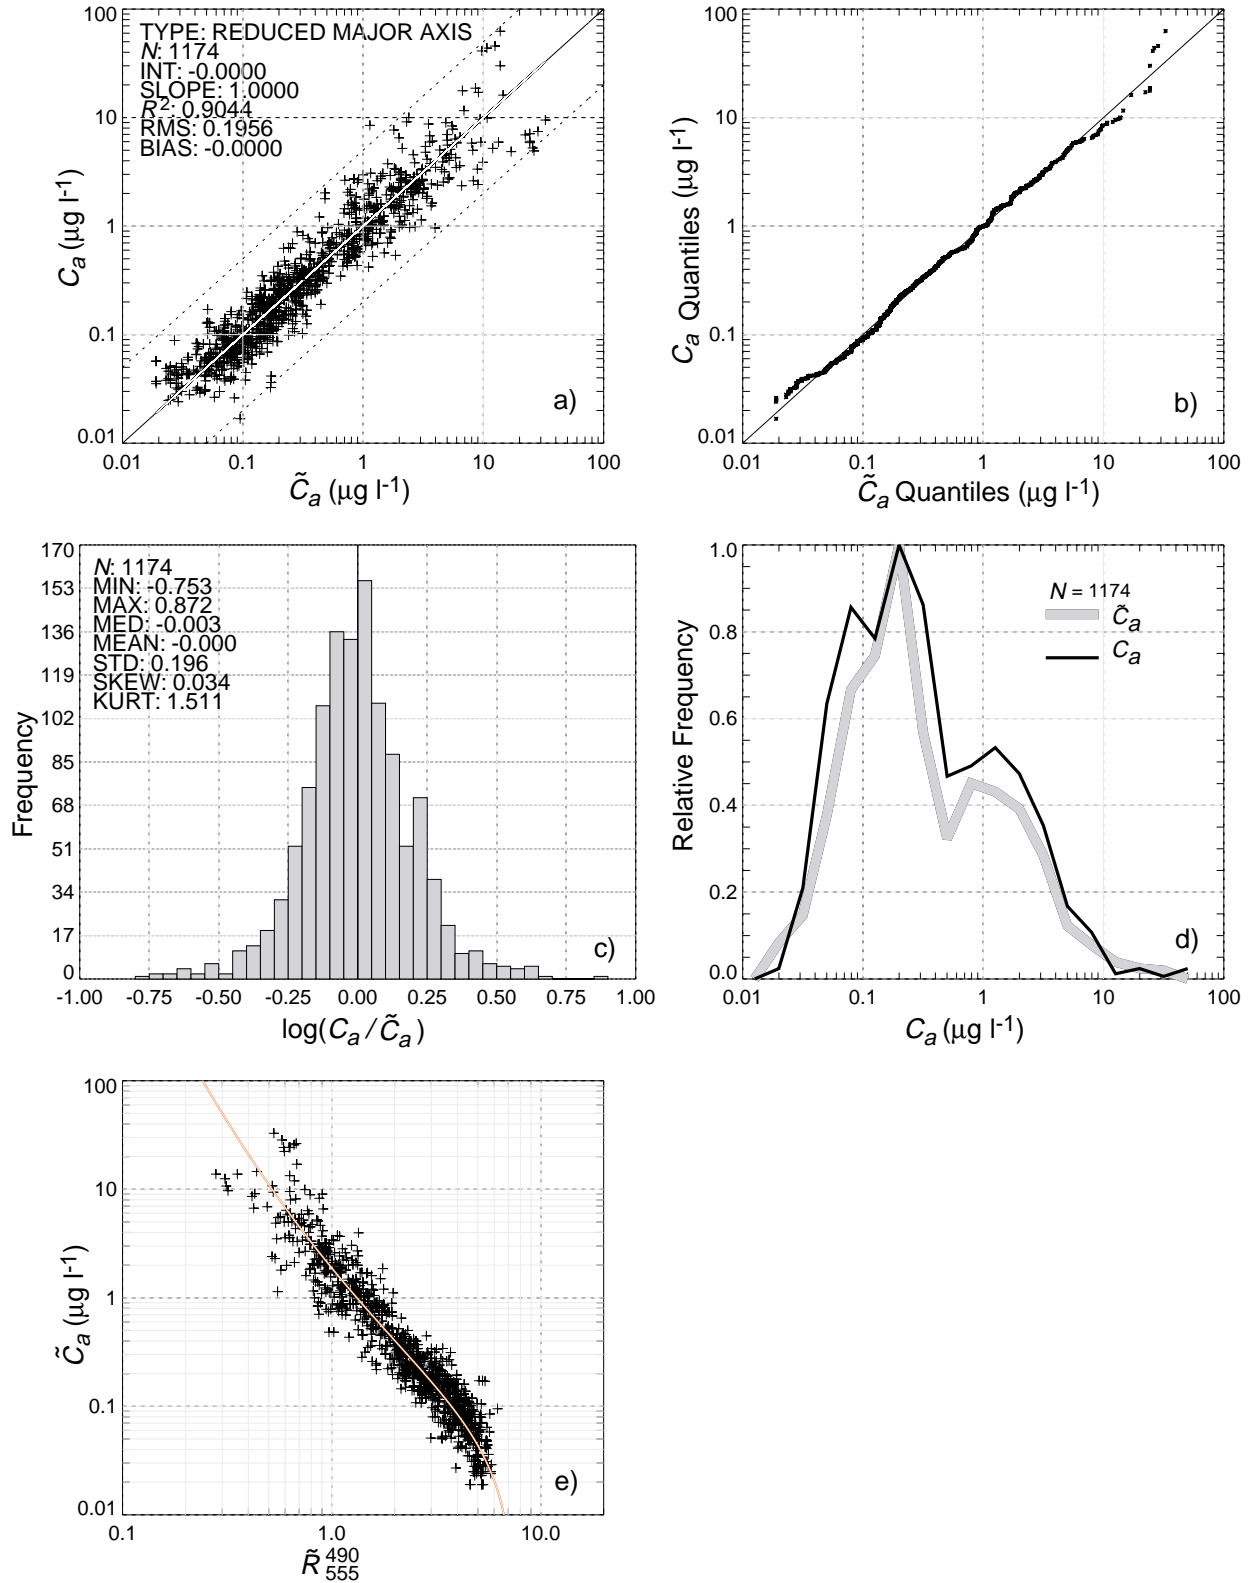 TYPE: REDUCED MAJOR AXIS
N: 1174
INT: -0.0000
SLOPE: 1.0000
R²: 0.9044
RMS: 0.1956
BIAS: -0.0000
100
10
1
0.1
0.01
Cₐ (µg l⁻¹)
a)
0.01 0.1 1 10 100
C̃ₐ (µg l⁻¹)
100
10
1
0.1
0.01
Cₐ Quantiles (µg l⁻¹)
b)
0.01 0.1 1 10 100
C̃ₐ Quantiles (µg l⁻¹)
N: 1174
MIN: -0.753
MAX: 0.872
MED: -0.003
MEAN: -0.000
STD: 0.196
SKEW: 0.034
KURT: 1.511
170
153
136
119
102
85
68
51
34
17
0
Frequency
c)
-1.00 -0.75 -0.50 -0.25 0.00 0.25 0.50 0.75 1.00
log(Cₐ / C̃ₐ)
1.0
0.8
0.6
0.4
0.2
0.0
Relative Frequency
N = 1174
C̃ₐ
Cₐ
d)
0.01 0.1 1 10 100
Cₐ (µg l⁻¹)
100
10
1
0.1
0.01
C̃ₐ (µg l⁻¹)
e)
0.1 1.0 10.0
R̃ 490 555